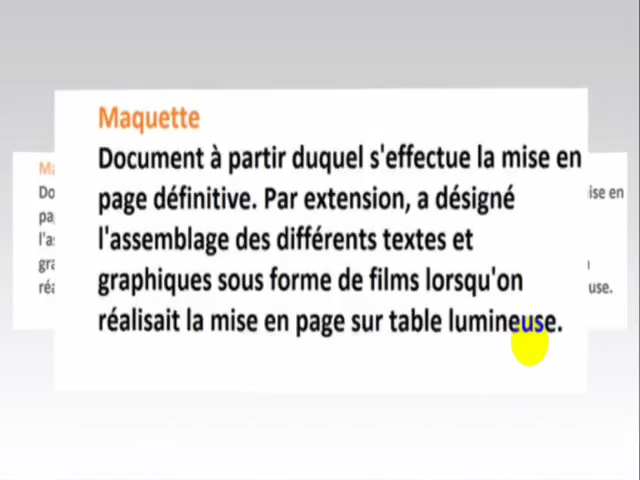 Maquette
Document à partir duquel s'effectue la mise en
page définitive. Par extension, a désigné
l'assemblage des différents textes et
graphiques sous forme de films lorsqu'on
réalisait la mise en page sur table lumineuse.